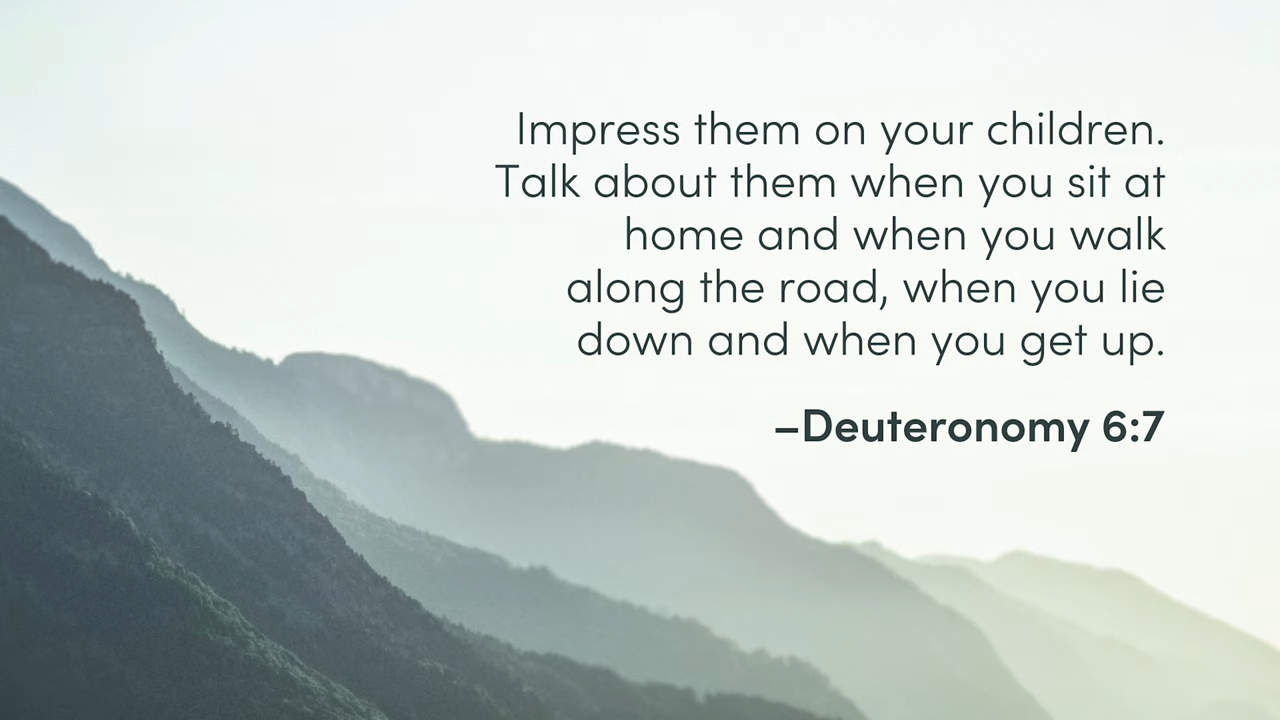 Impress them on your children.
Talk about them when you sit at
home and when you walk
along the road, when you lie
down and when you get up.
–Deuteronomy 6:7